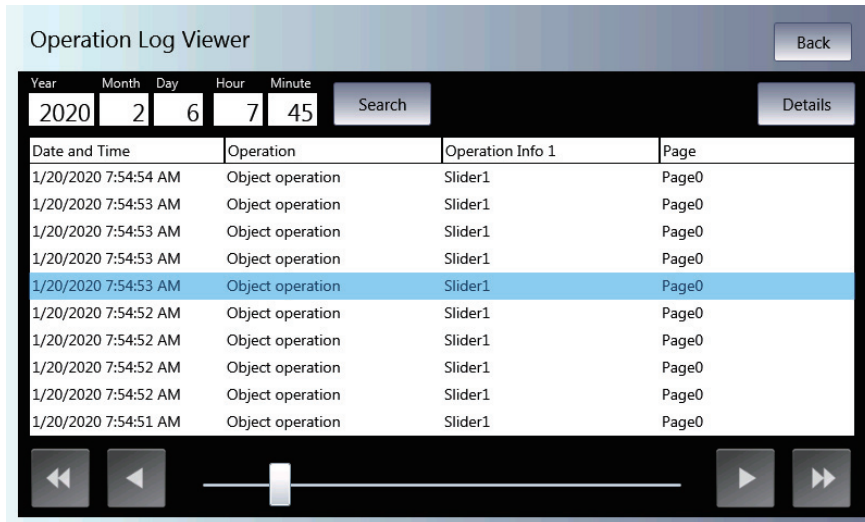 Operation Log Viewer
Back
Year Month Day Hour Minute
2020 2 6 7 45 Search Details
Date and Time Operation Operation Info 1 Page
1/20/2020 7:54:54 AM Object operation Slider1 Page0
1/20/2020 7:54:53 AM Object operation Slider1 Page0
1/20/2020 7:54:53 AM Object operation Slider1 Page0
1/20/2020 7:54:53 AM Object operation Slider1 Page0
1/20/2020 7:54:53 AM Object operation Slider1 Page0
1/20/2020 7:54:52 AM Object operation Slider1 Page0
1/20/2020 7:54:52 AM Object operation Slider1 Page0
1/20/2020 7:54:52 AM Object operation Slider1 Page0
1/20/2020 7:54:52 AM Object operation Slider1 Page0
1/20/2020 7:54:51 AM Object operation Slider1 Page0